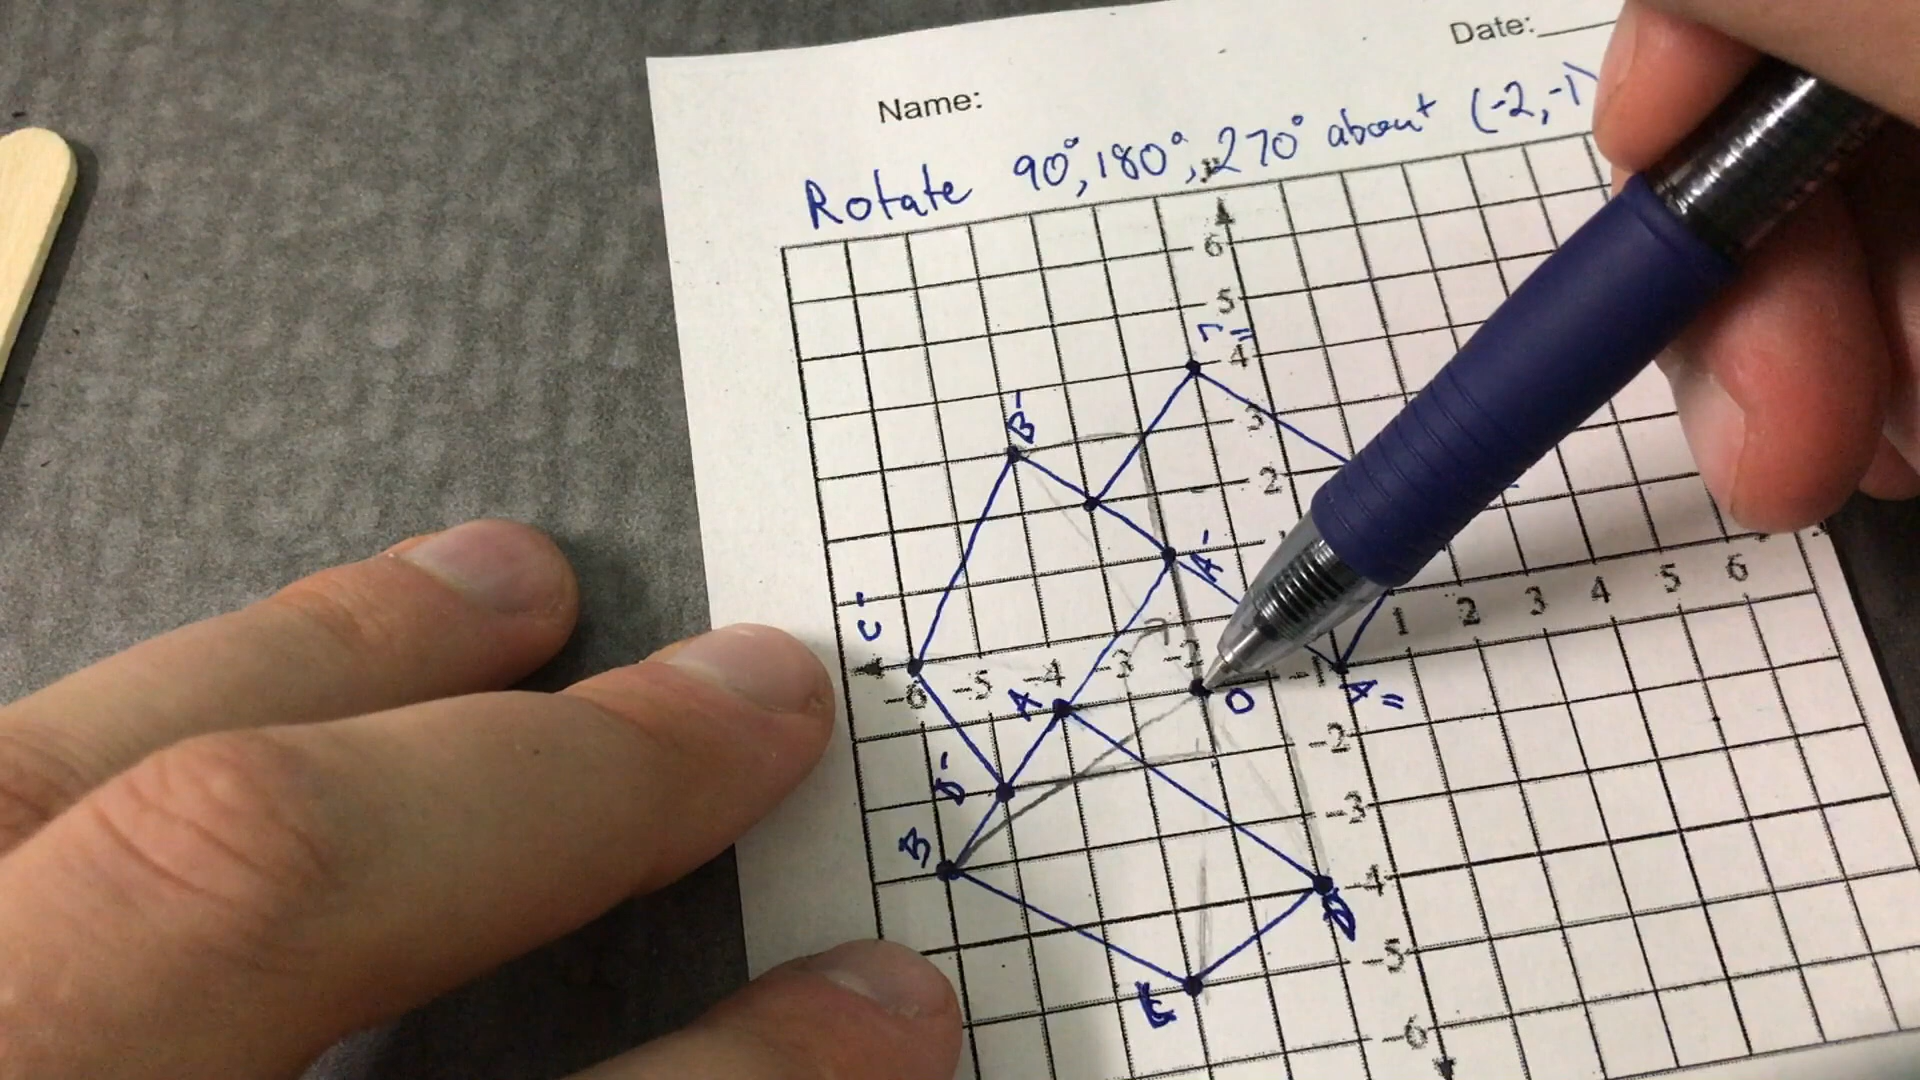 Date:
Name:
Rotate 90°, 180°, 270° about (-2,-1)
y
6
5
4
B'
3
2
A'
C'
-6 -5 -4 -3 -2 1 2 3 4 5 6
A O -1 A"
-2
D'
-3
B
-4
D
-5
C
-6